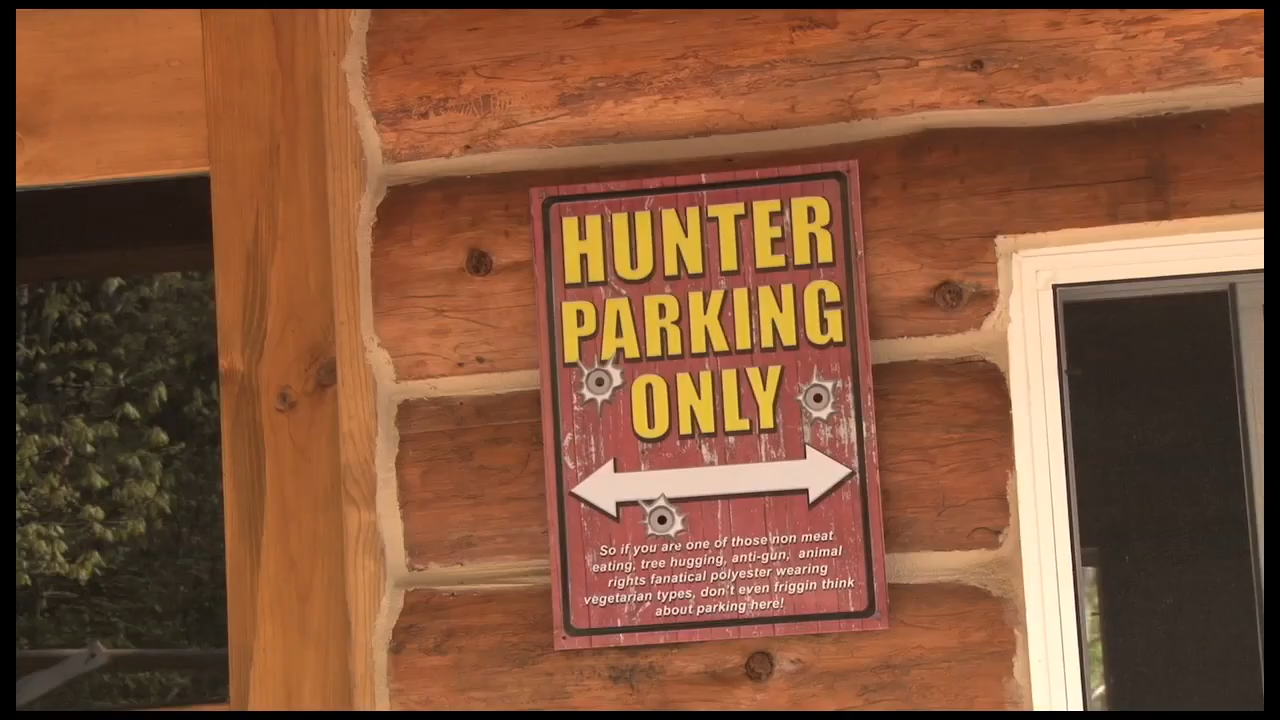 HUNTER
PARKING
ONLY
So if you are one of those non meat
eating, tree hugging, anti-gun, animal
rights fanatical polyester wearing
vegetarian types, don't even friggin think
about parking here!